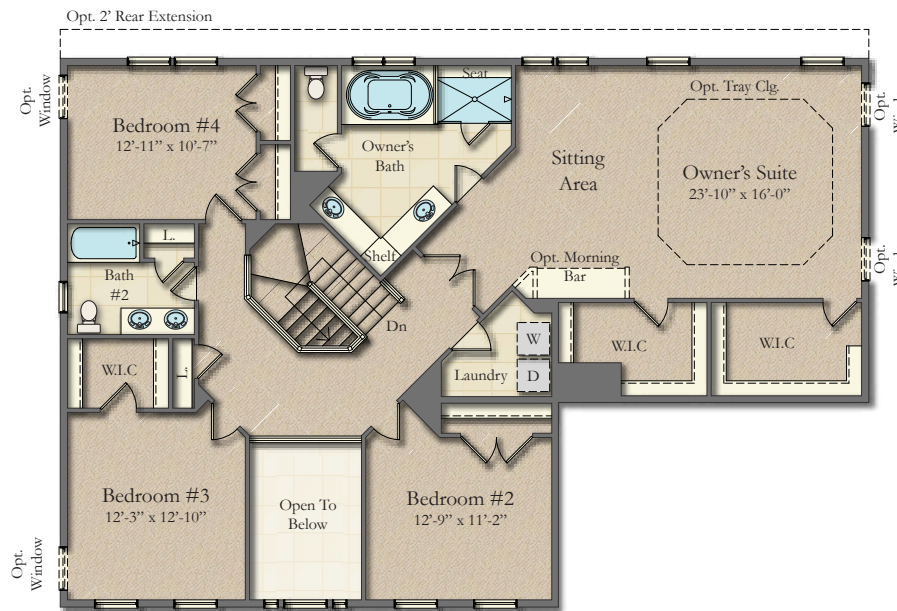 Opt. 2' Rear Extension
Opt.
Window
Bedroom #4
12'-11" x 10'-7"
Seat
Owner's
Bath
Sitting
Area
Opt. Tray Clg.
Owner's Suite
23'-10" x 16'-0"
Opt.
Opt.
L.
Bath
#2
Shelf
Dn
Opt. Morning
Bar
W.I.C
L.
Laundry
W
D
W.I.C
W.I.C
Bedroom #3
12'-3" x 12'-10"
Open To
Below
Bedroom #2
12'-9" x 11'-2"
Opt.
Window